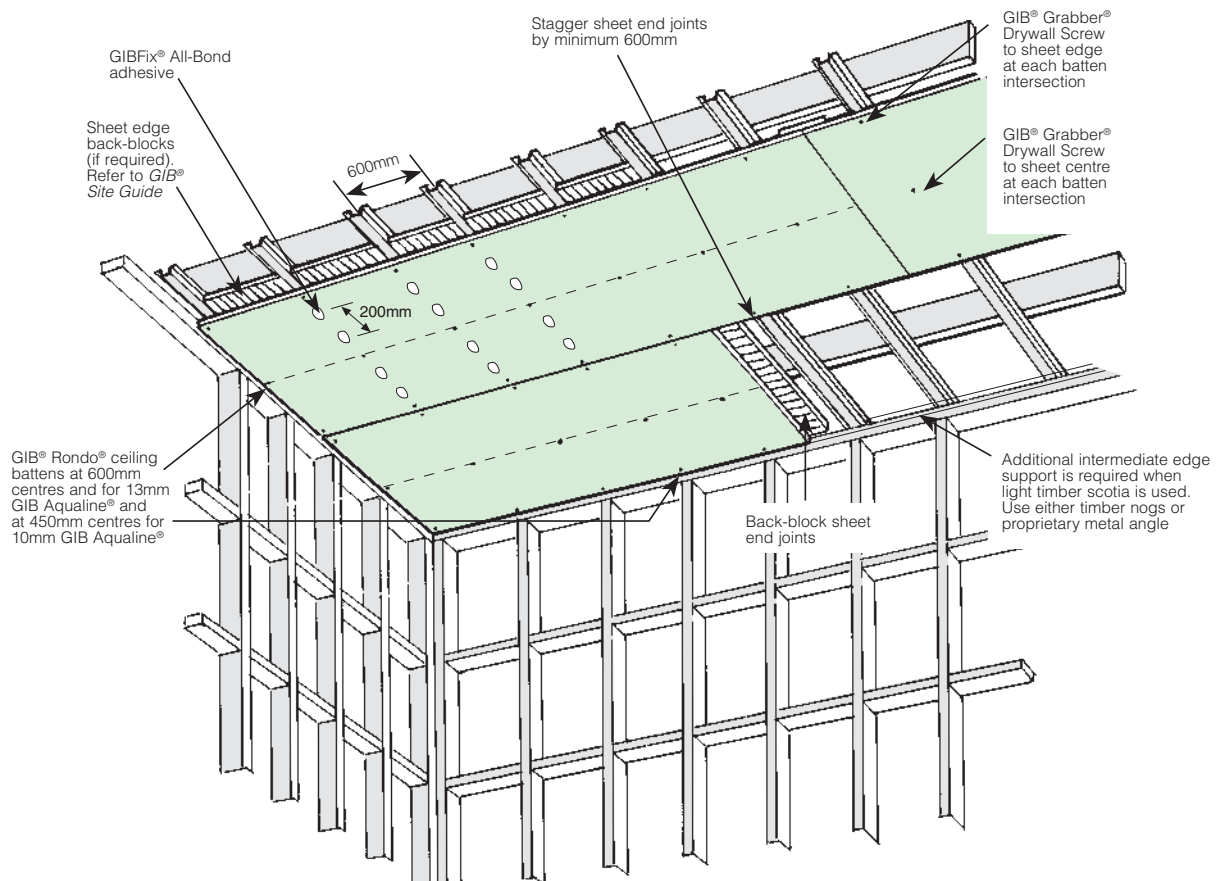 GIBFix® All-Bond
adhesive
Stagger sheet end joints
by minimum 600mm
GIB® Grabber®
Drywall Screw
to sheet edge
at each batten
intersection
Sheet edge
back-blocks
(if required).
Refer to GIB®
Site Guide
600mm
GIB® Grabber®
Drywall Screw
to sheet centre
at each batten
intersection
200mm
GIB® Rondo® ceiling
battens at 600mm
centres and for 13mm
GIB Aqualine® and
at 450mm centres for
10mm GIB Aqualine®
Back-block sheet
end joints
Additional intermediate edge
support is required when
light timber scotia is used.
Use either timber nogs or
proprietary metal angle